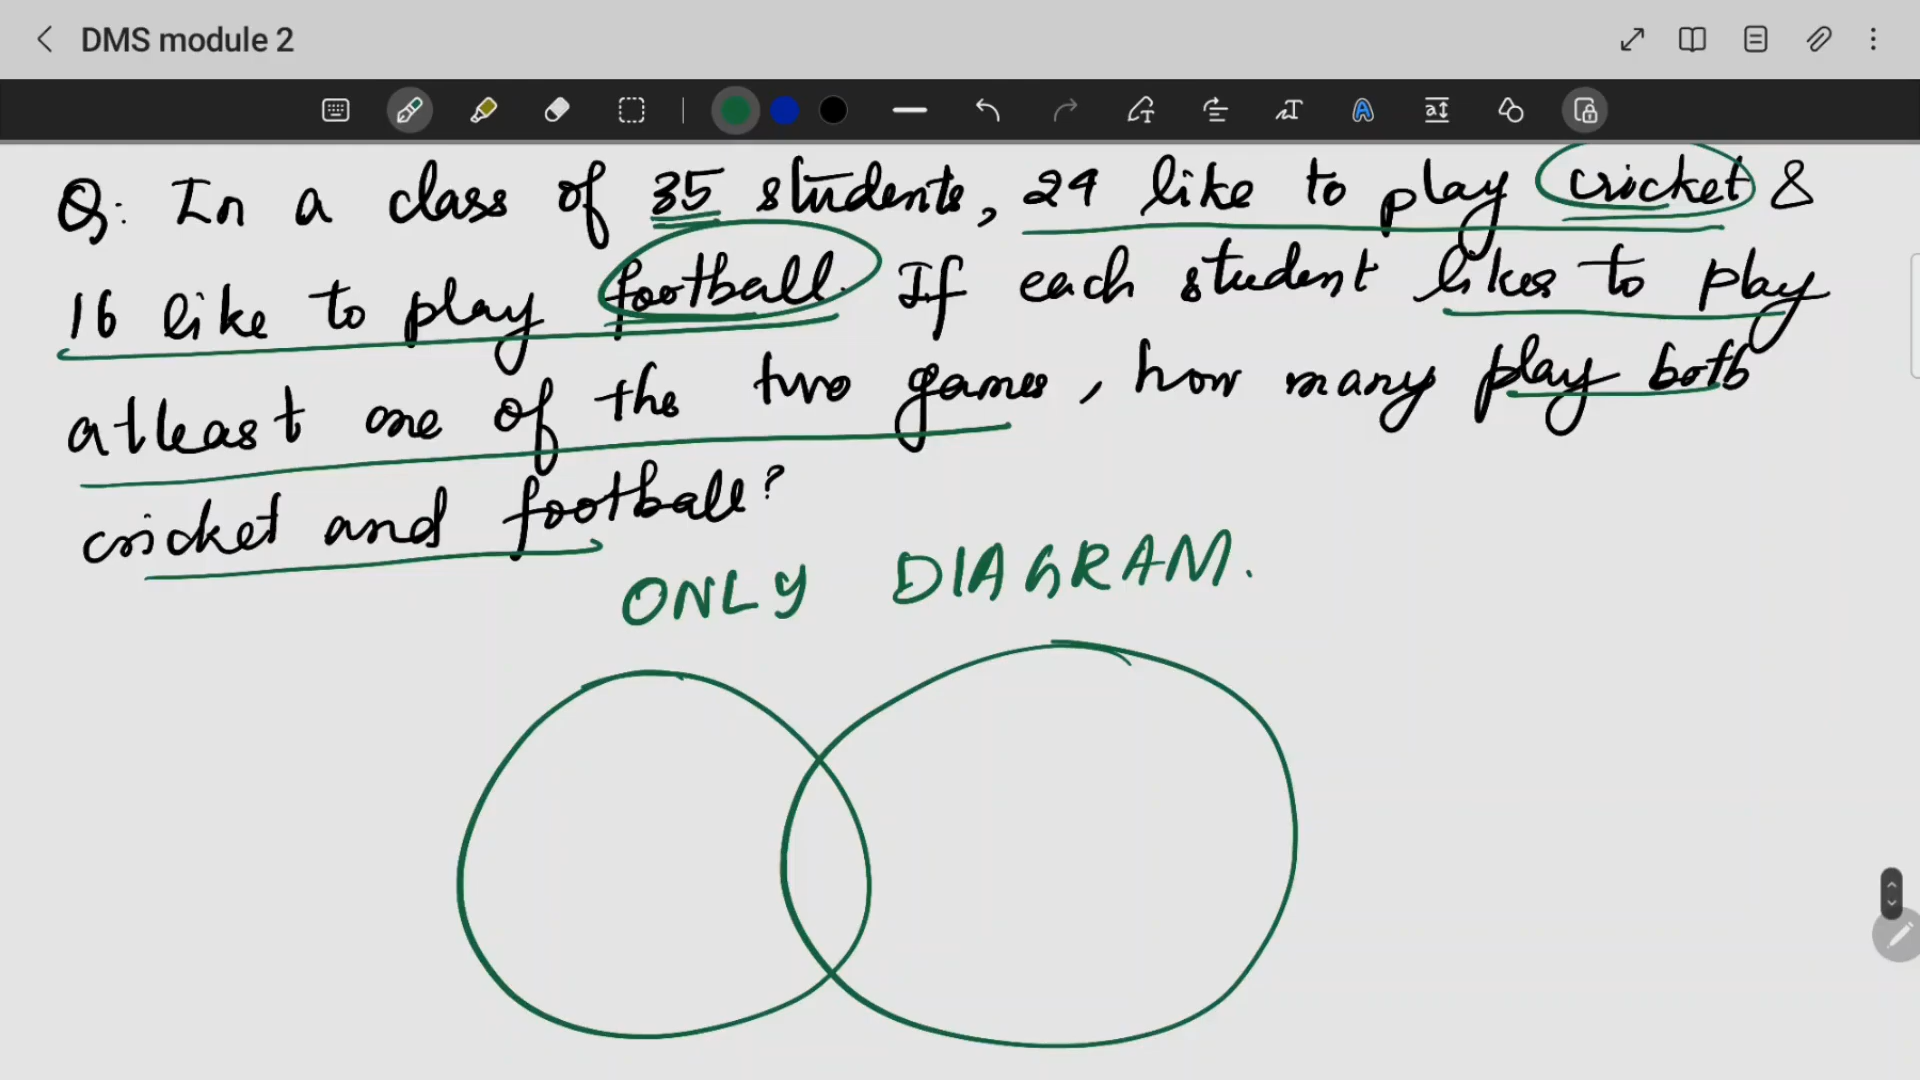 DMS module 2
Q: In a class of 35 students, 24 like to play cricket &
16 like to play football. If each student likes to play
atleast one of the two games, how many play both
cricket and football?
ONLY DIAGRAM.